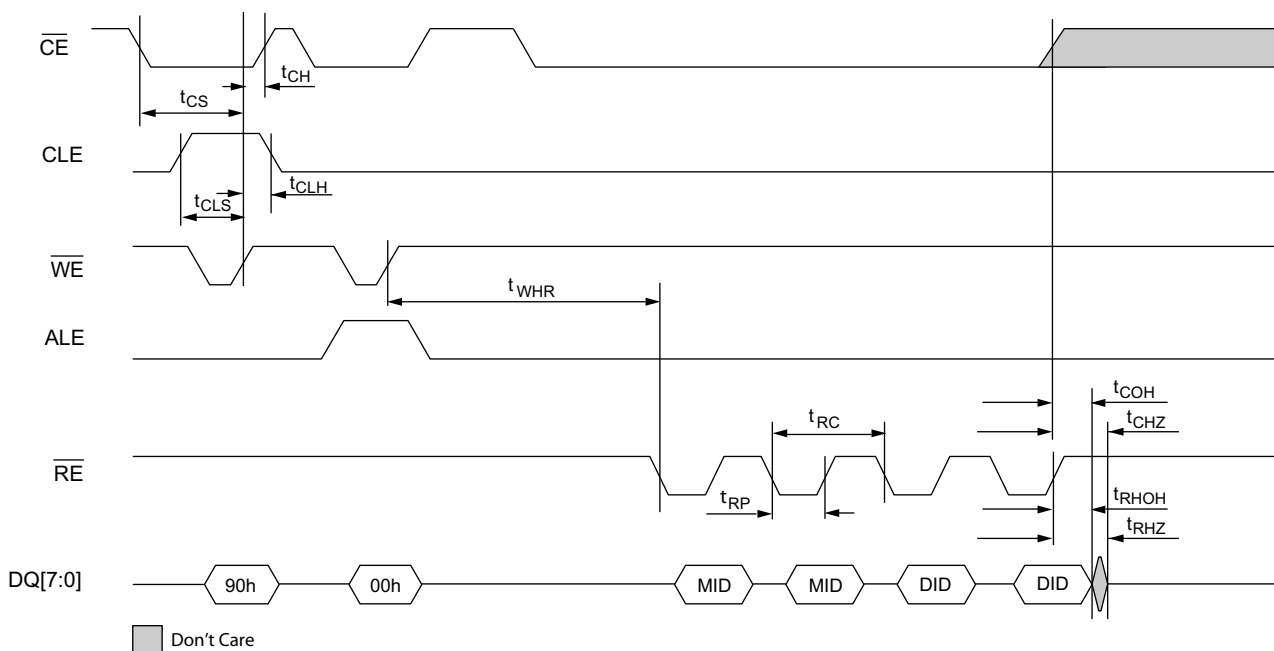 CE
tCH
tCS
CLE
tCLH
tCLS
WE
tWHR
ALE
tCOH
tRC
tCHZ
RE
tRP
tRHOH
tRHZ
DQ[7:0] 90h 00h MID MID DID DID
Don't Care